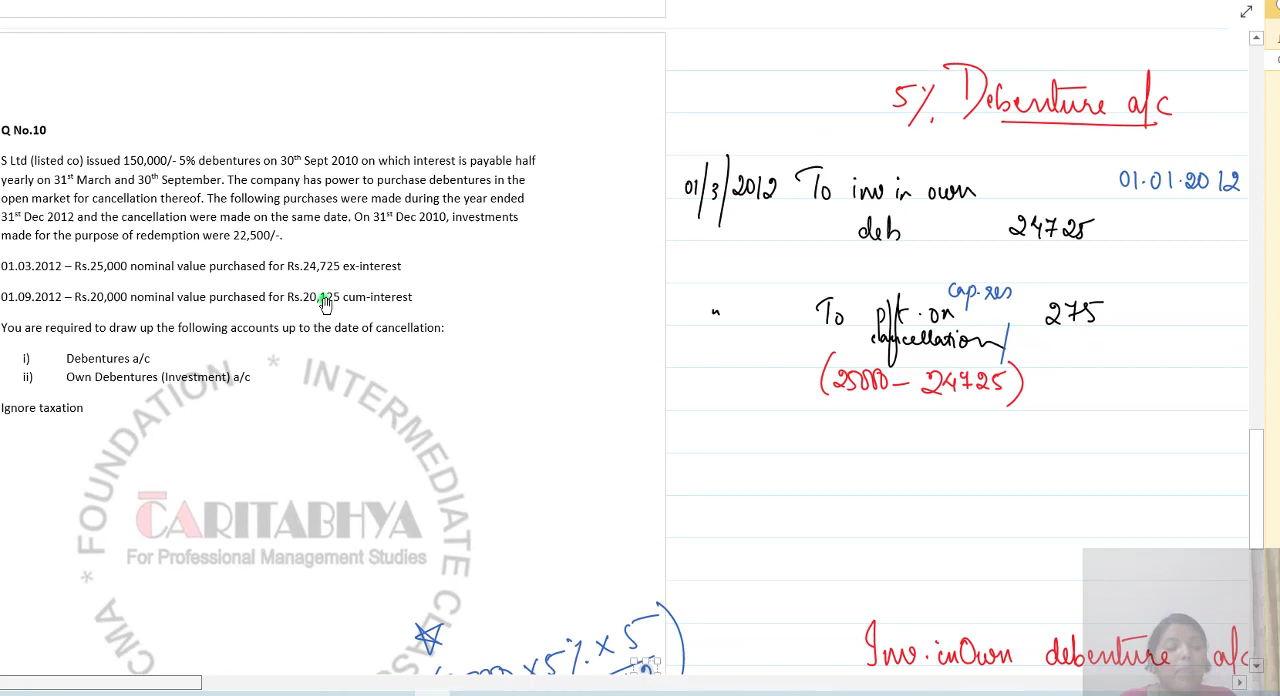 Q No.10
S Ltd (listed co) issued 150,000/- 5% debentures on 30th Sept 2010 on which interest is payable half
yearly on 31st March and 30th September. The company has power to purchase debentures in the
open market for cancellation thereof. The following purchases were made during the year ended
31st Dec 2012 and the cancellation were made on the same date. On 31st Dec 2010, investments
made for the purpose of redemption were 22,500/-.
01.03.2012 – Rs.25,000 nominal value purchased for Rs.24,725 ex-interest
01.09.2012 – Rs.20,000 nominal value purchased for Rs.20,125 cum-interest
You are required to draw up the following accounts up to the date of cancellation:
i) Debentures a/c
ii) Own Debentures (Investment) a/c
Ignore taxation
* FOUNDATION * INTERMEDIATE
CARITABHYA
For Professional Management Studies
CMA
5% Debenture a/c
01/3/2012 To inv in own 01.01.2012
deb 24725
cap. res
" To pft. on 275
cancellation
(25000 – 24725)
× 5% × 5
Inv. in Own debenture a/c